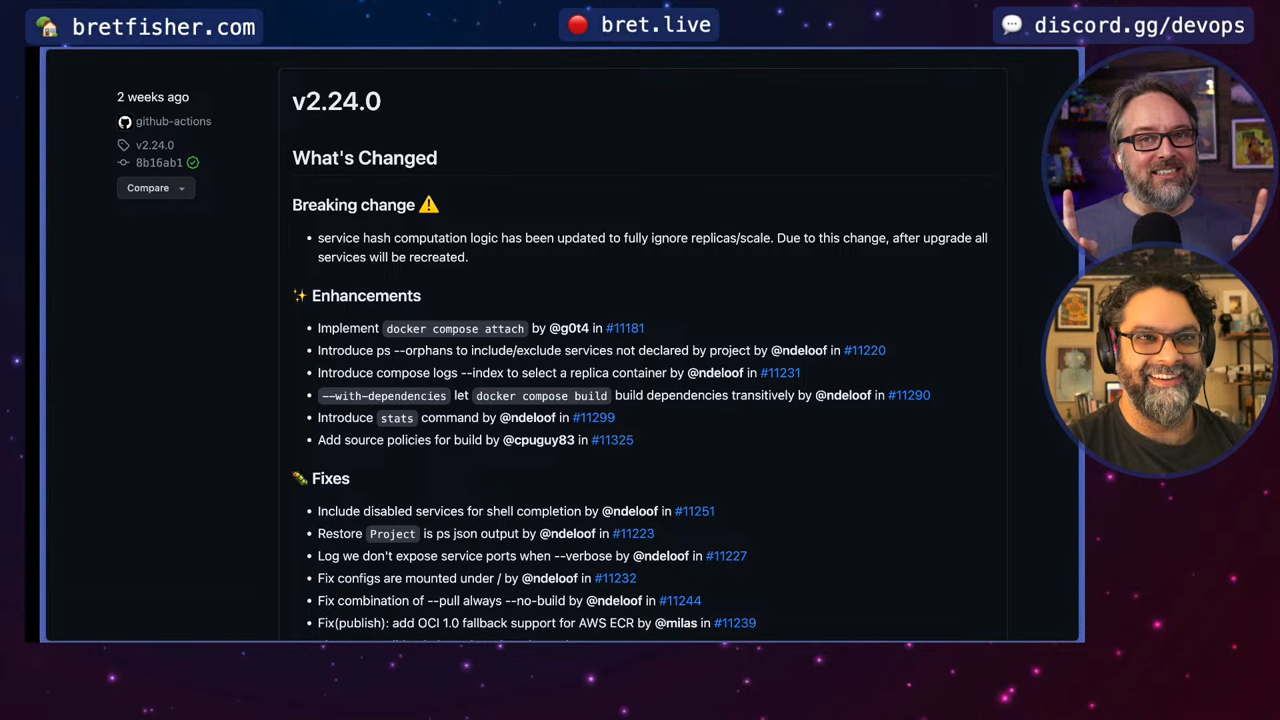 bretfisher.com
bret.live
discord.gg/devops
2 weeks ago
github-actions
v2.24.0
8b16ab1
Compare
v2.24.0
What's Changed
Breaking change ⚠️
• service hash computation logic has been updated to fully ignore replicas/scale. Due to this change, after upgrade all
services will be recreated.
✨ Enhancements
• Implement docker compose attach by @g0t4 in #11181
• Introduce ps --orphans to include/exclude services not declared by project by @ndeloof in #11220
• Introduce compose logs --index to select a replica container by @ndeloof in #11231
• --with-dependencies let docker compose build build dependencies transitively by @ndeloof in #11290
• Introduce stats command by @ndeloof in #11299
• Add source policies for build by @cpuguy83 in #11325
🐛 Fixes
• Include disabled services for shell completion by @ndeloof in #11251
• Restore Project is ps json output by @ndeloof in #11223
• Log we don't expose service ports when --verbose by @ndeloof in #11227
• Fix configs are mounted under / by @ndeloof in #11232
• Fix combination of --pull always --no-build by @ndeloof in #11244
• Fix(publish): add OCI 1.0 fallback support for AWS ECR by @milas in #11239